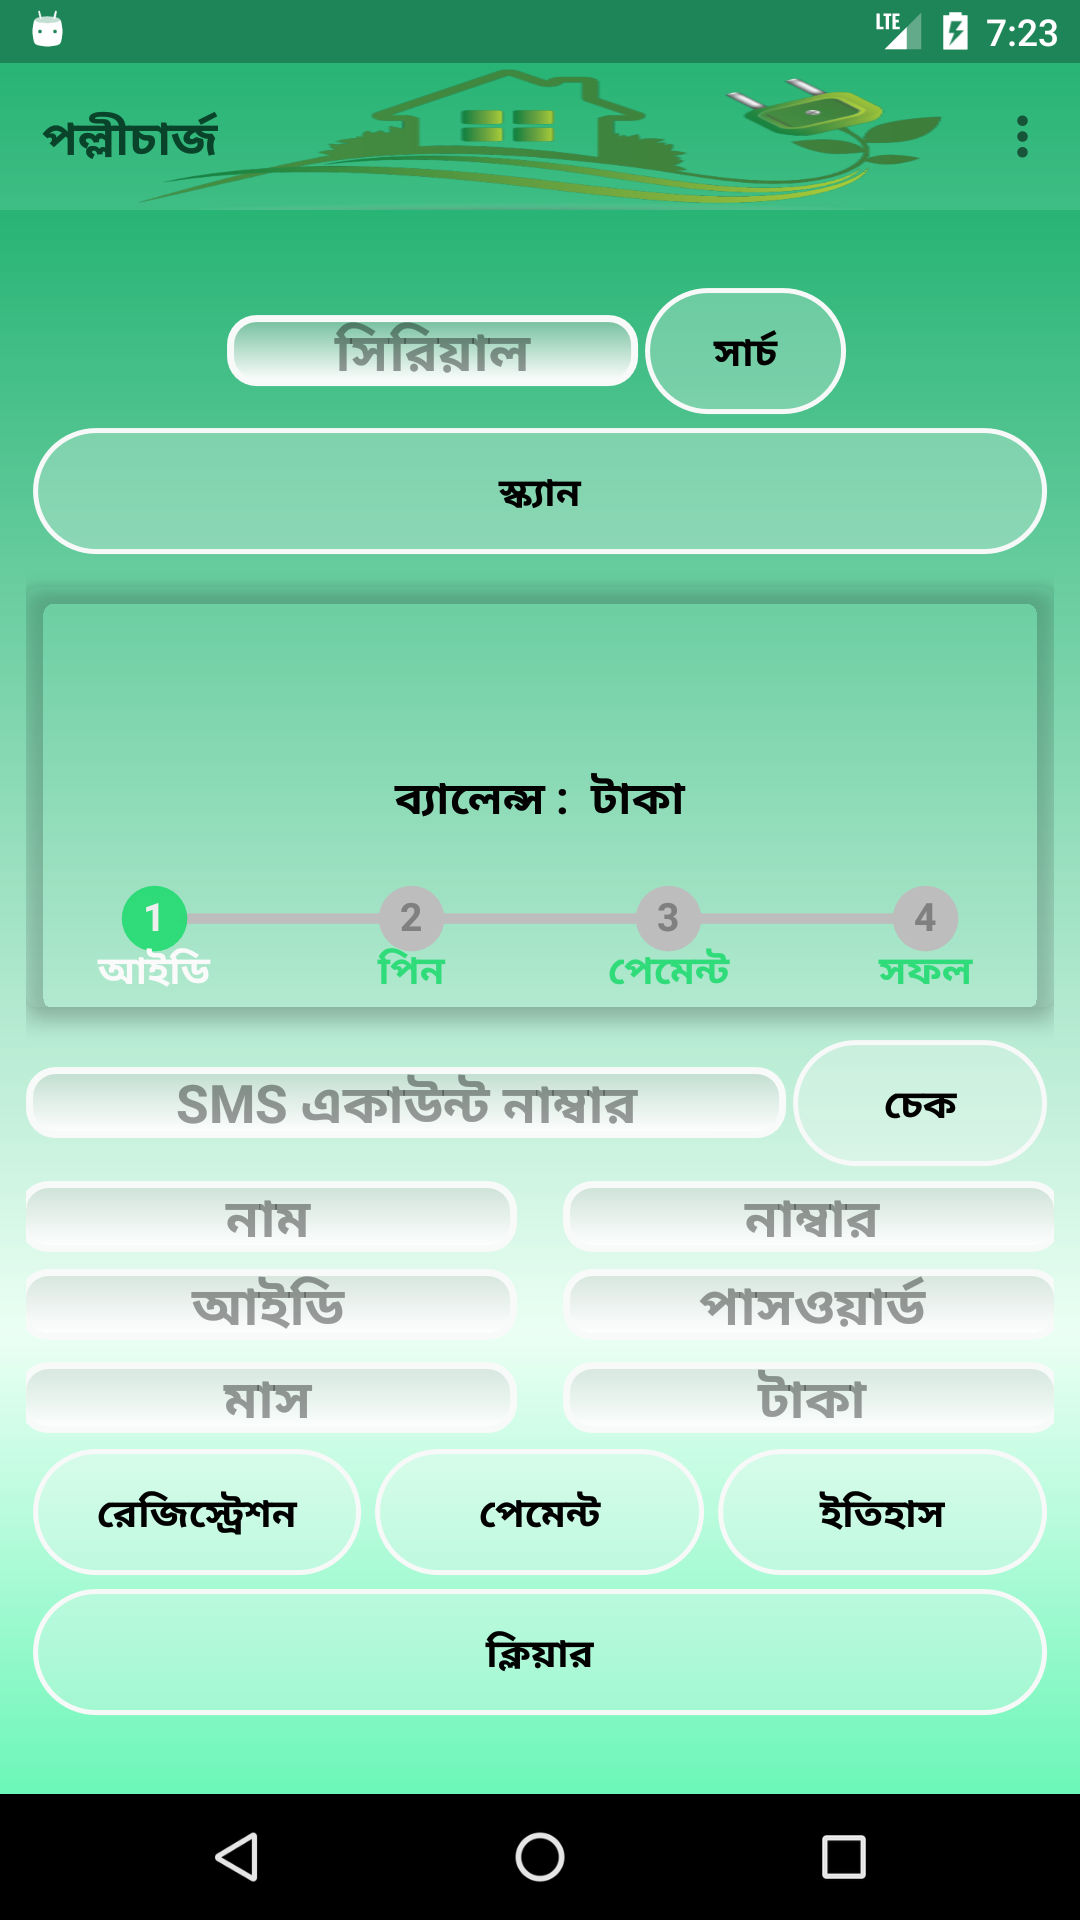 LTE 7:23
পল্লীচার্জ
সিরিয়াল সার্চ
স্ক্যান
ব্যালেন্স : টাকা
1 2 3 4
আইডি পিন পেমেন্ট সফল
SMS একাউন্ট নাম্বার চেক
নাম নাম্বার
আইডি পাসওয়ার্ড
মাস টাকা
রেজিস্ট্রেশন পেমেন্ট ইতিহাস
ক্লিয়ার